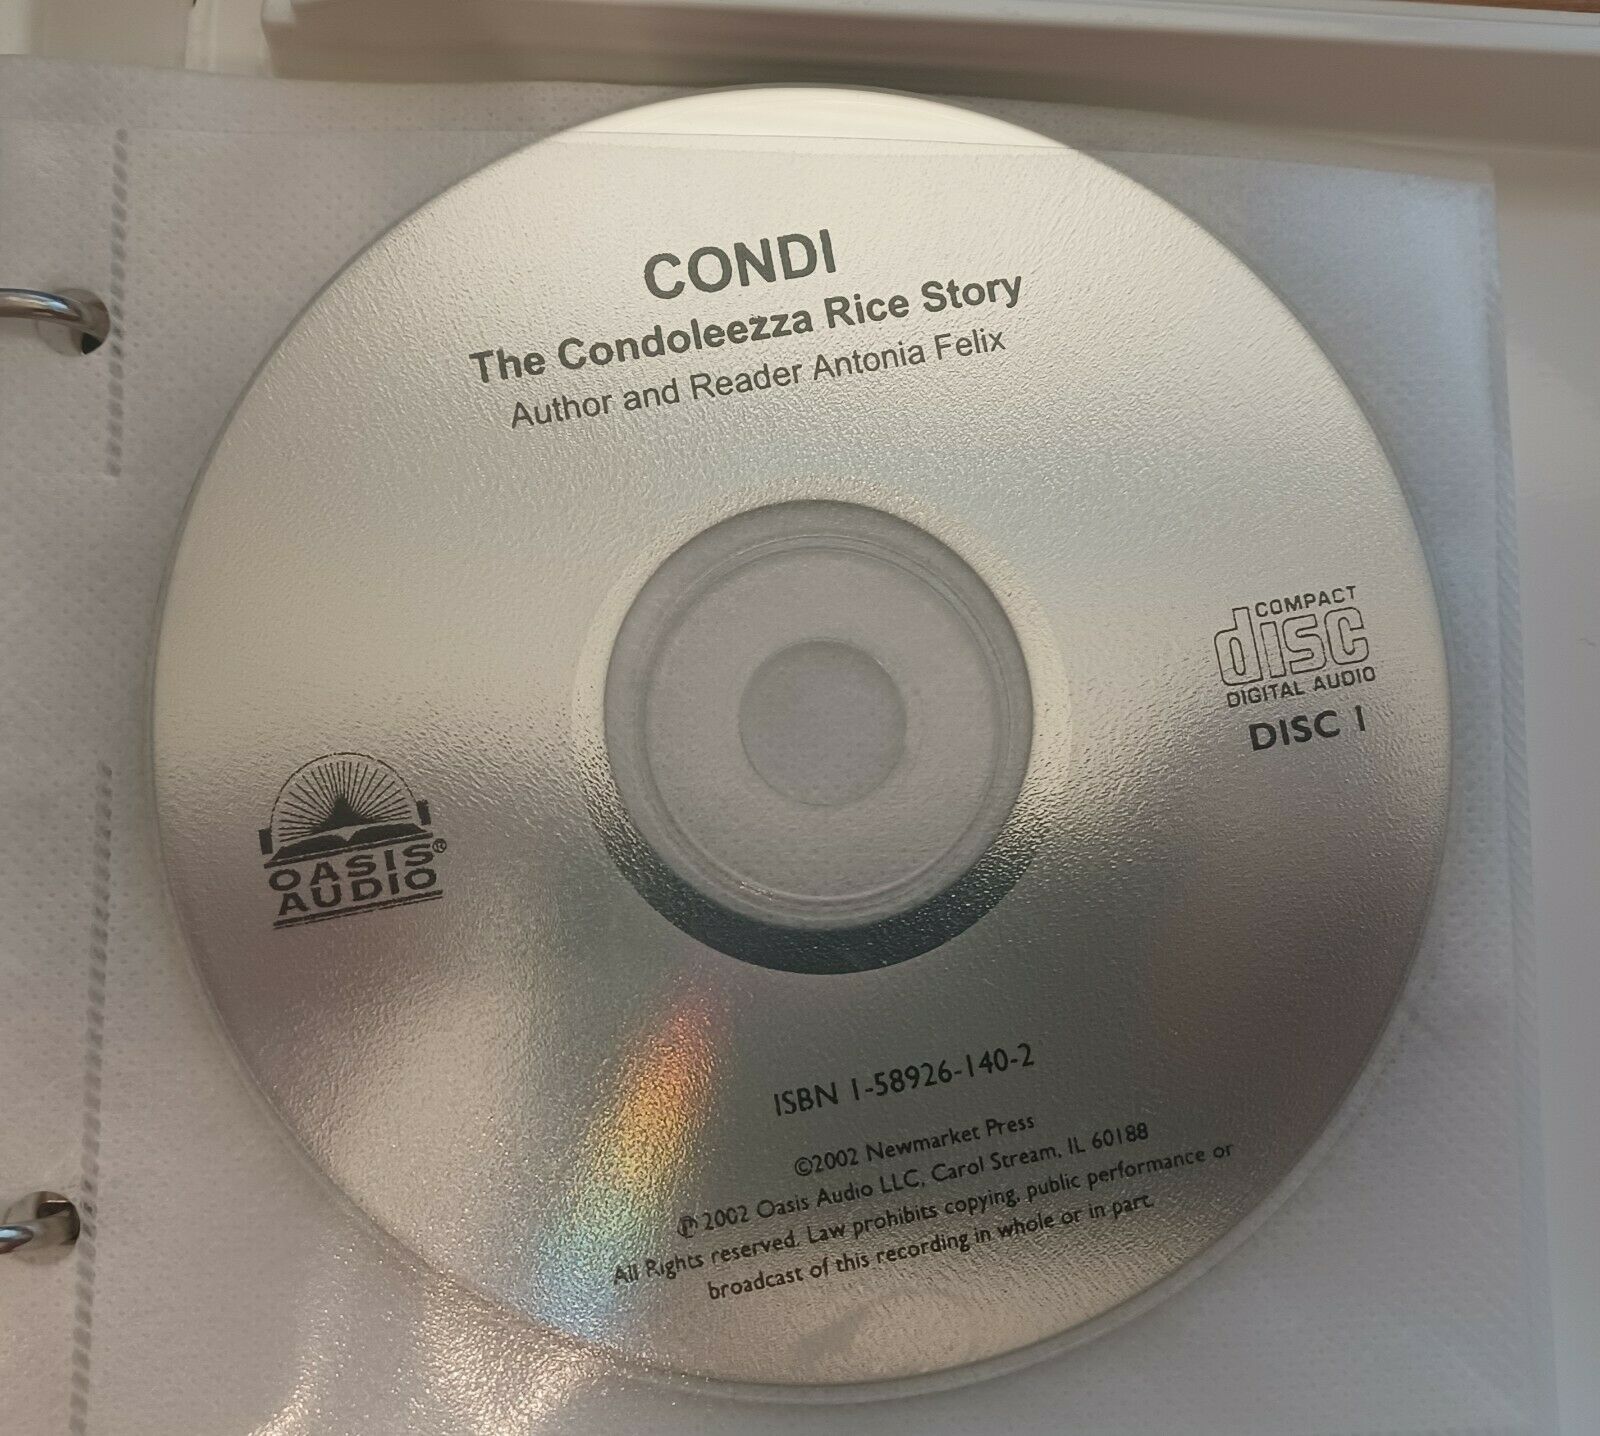 CONDI
The Condoleezza Rice Story
Author and Reader Antonia Felix
COMPACT
disc
DIGITAL AUDIO
DISC 1
OASIS®
AUDIO
ISBN 1-58926-140-2
©2002 Newmarket Press
℗ 2002 Oasis Audio LLC, Carol Stream, IL 60188
All Rights reserved. Law prohibits copying, public performance or
broadcast of this recording in whole or in part.